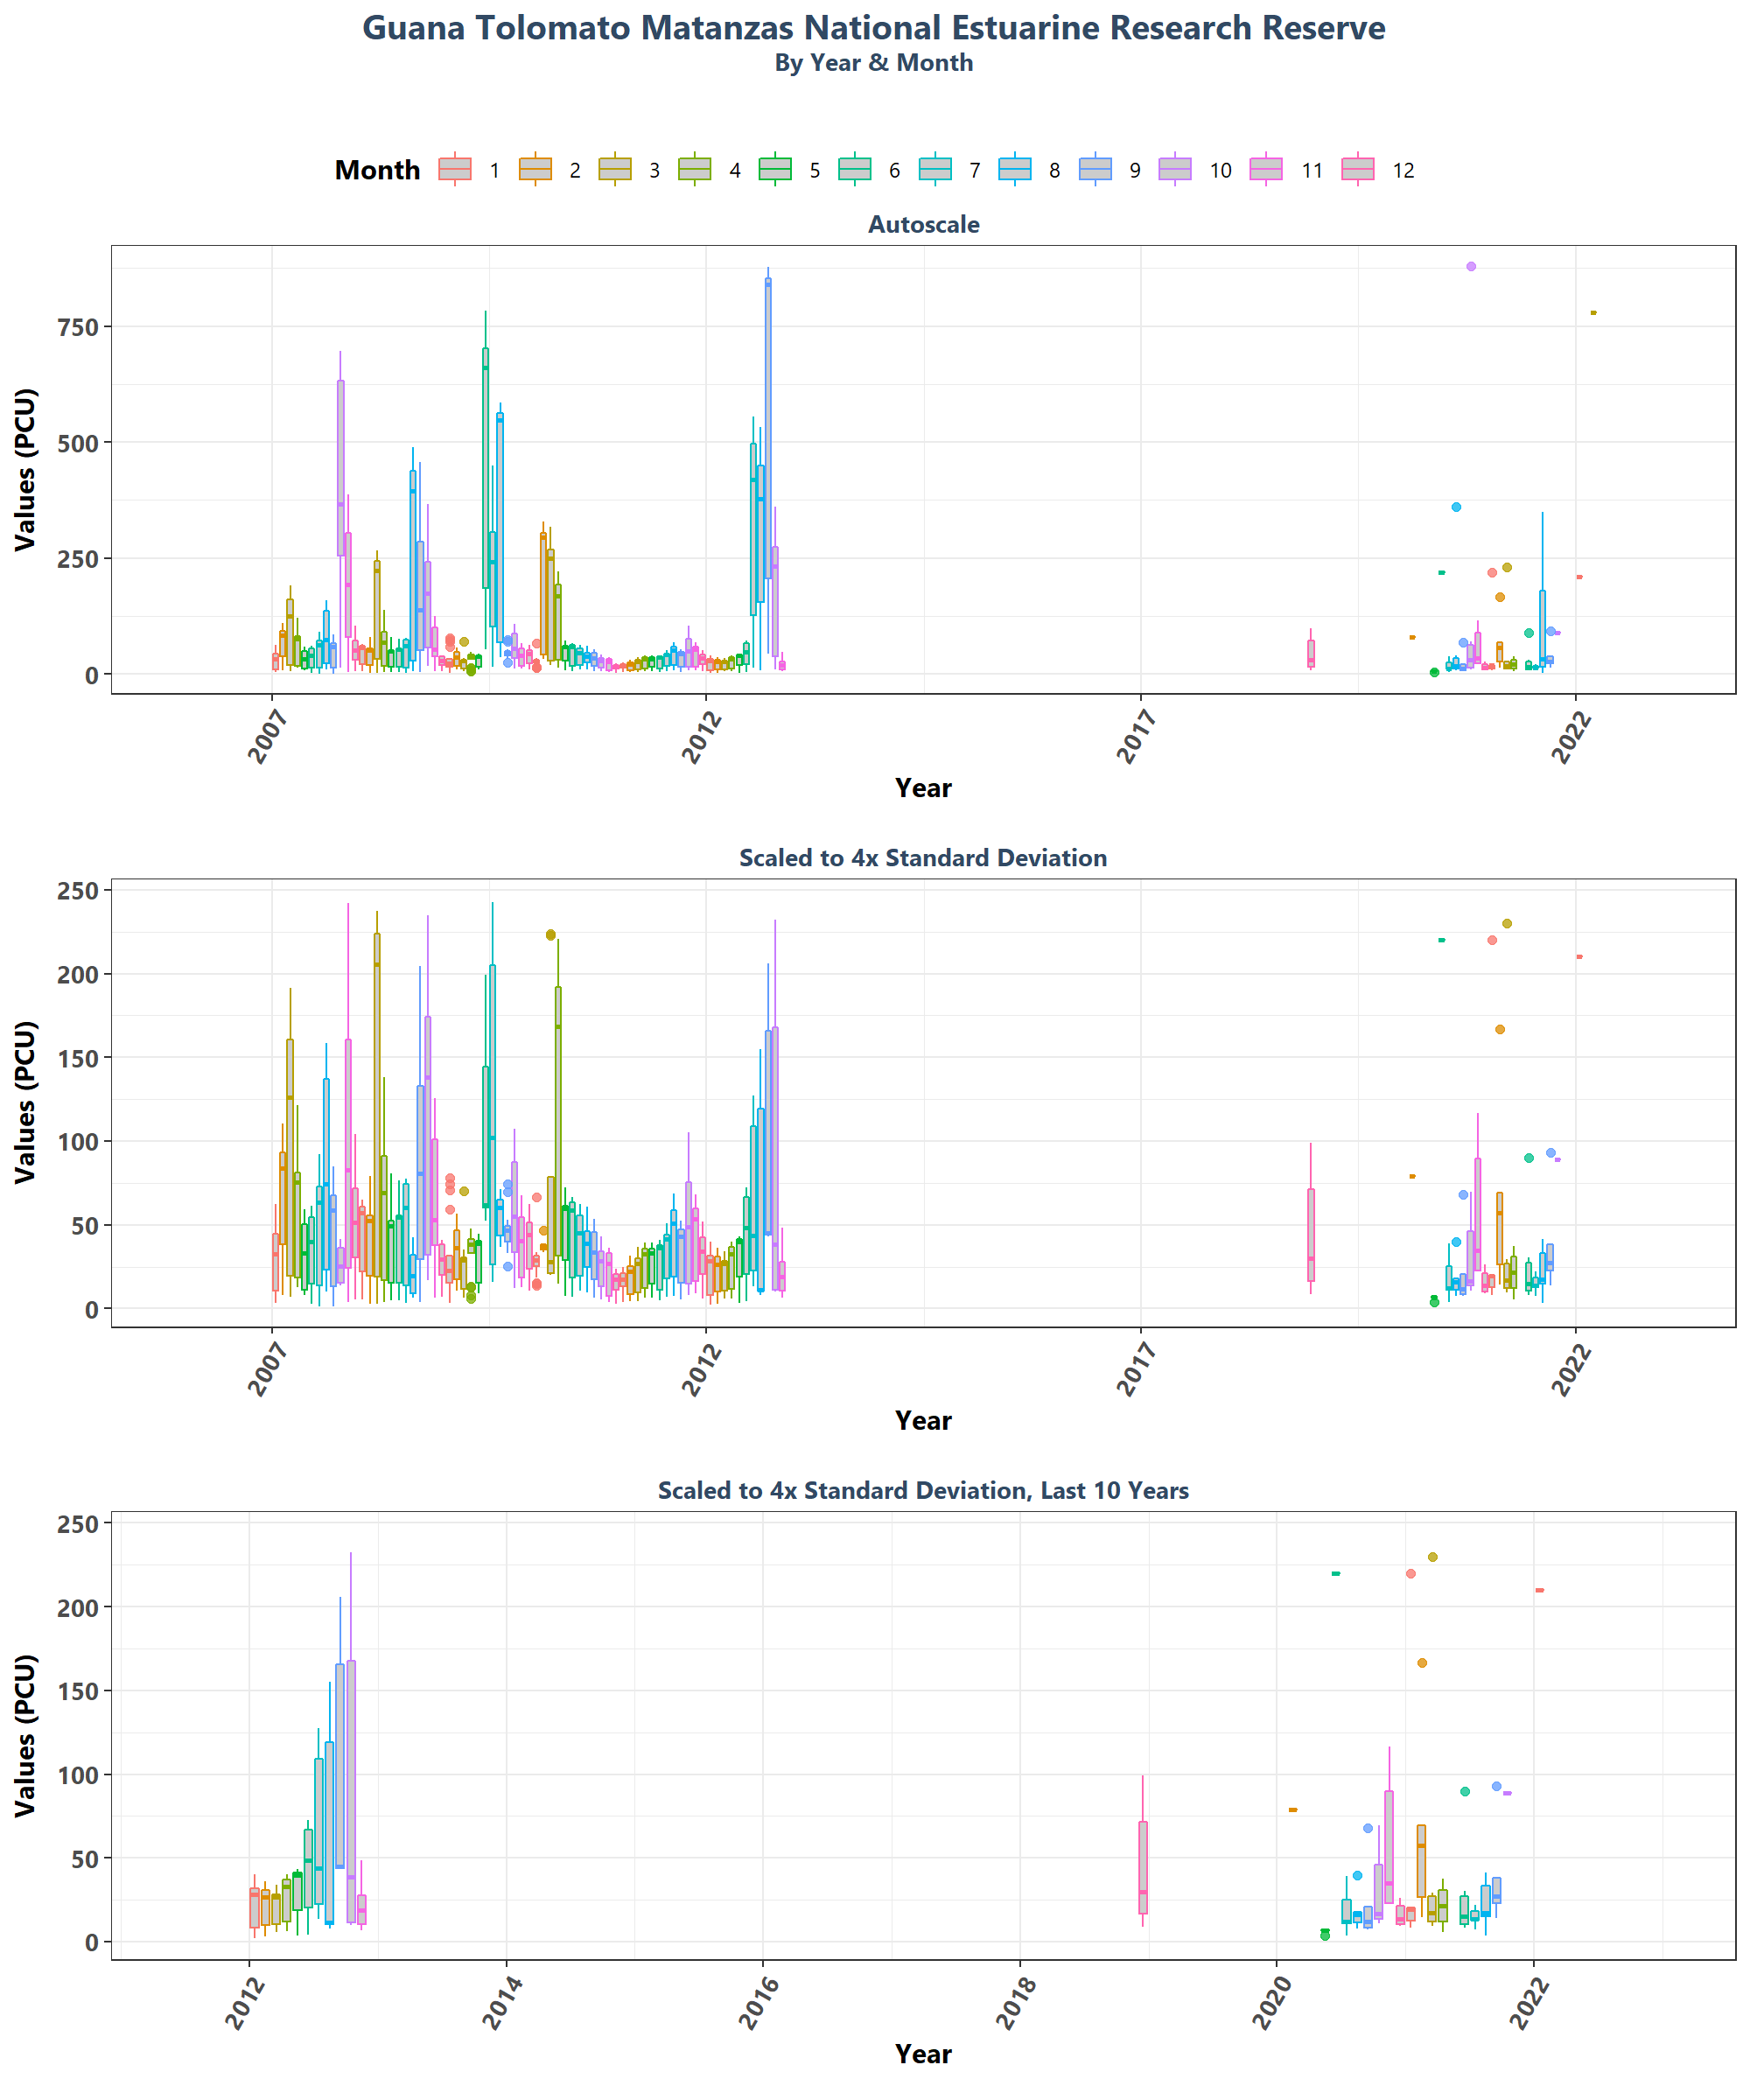 Guana Tolomato Matanzas National Estuarine Research Reserve
By Year & Month
Month 1 2 3 4 5 6 7 8 9 10 11 12
Autoscale
Values (PCU)
750
500
250
0
2007 2012 2017 2022
Year
Scaled to 4x Standard Deviation
Values (PCU)
250
200
150
100
50
0
2007 2012 2017 2022
Year
Scaled to 4x Standard Deviation, Last 10 Years
Values (PCU)
250
200
150
100
50
0
2012 2014 2016 2018 2020 2022
Year